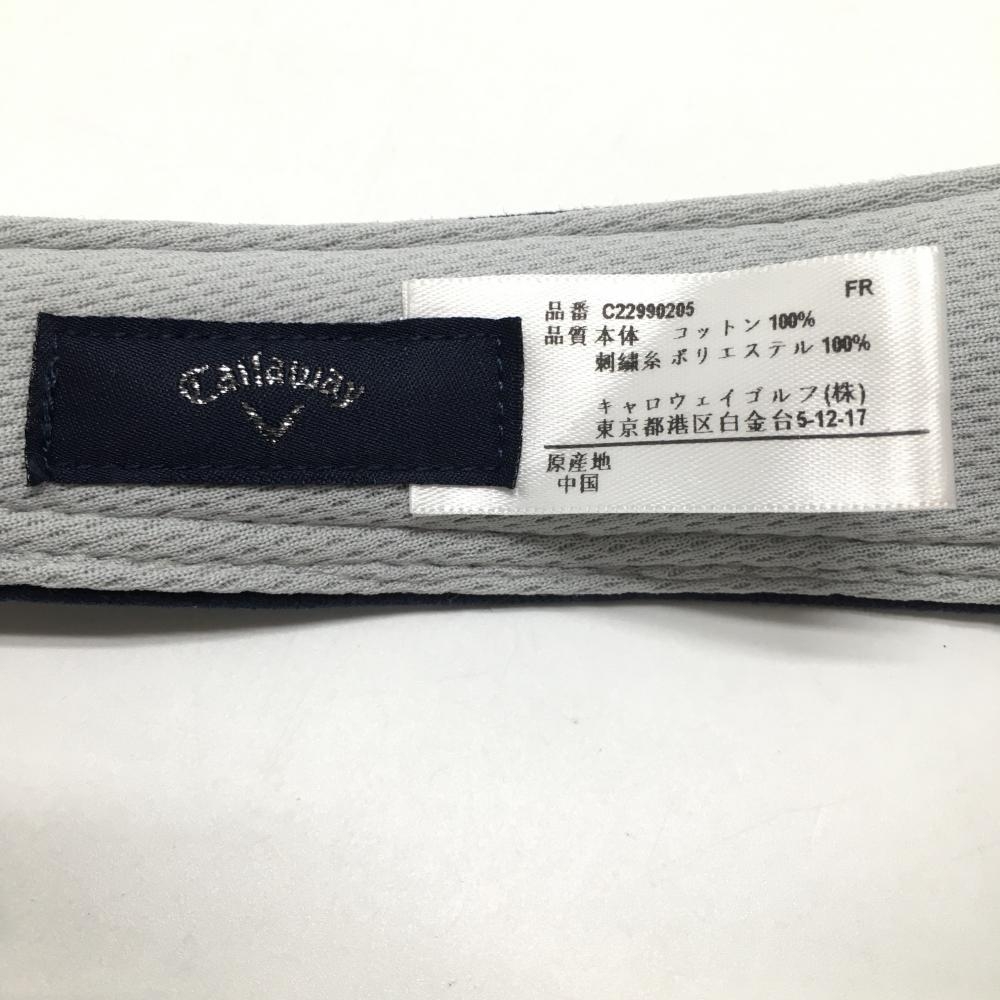 Callaway
FR
品番 C22990205
品質 本体 コットン 100%
刺繍糸 ポリエステル 100%
キャロウェイゴルフ(株)
東京都港区白金台5-12-17
原産地
中国